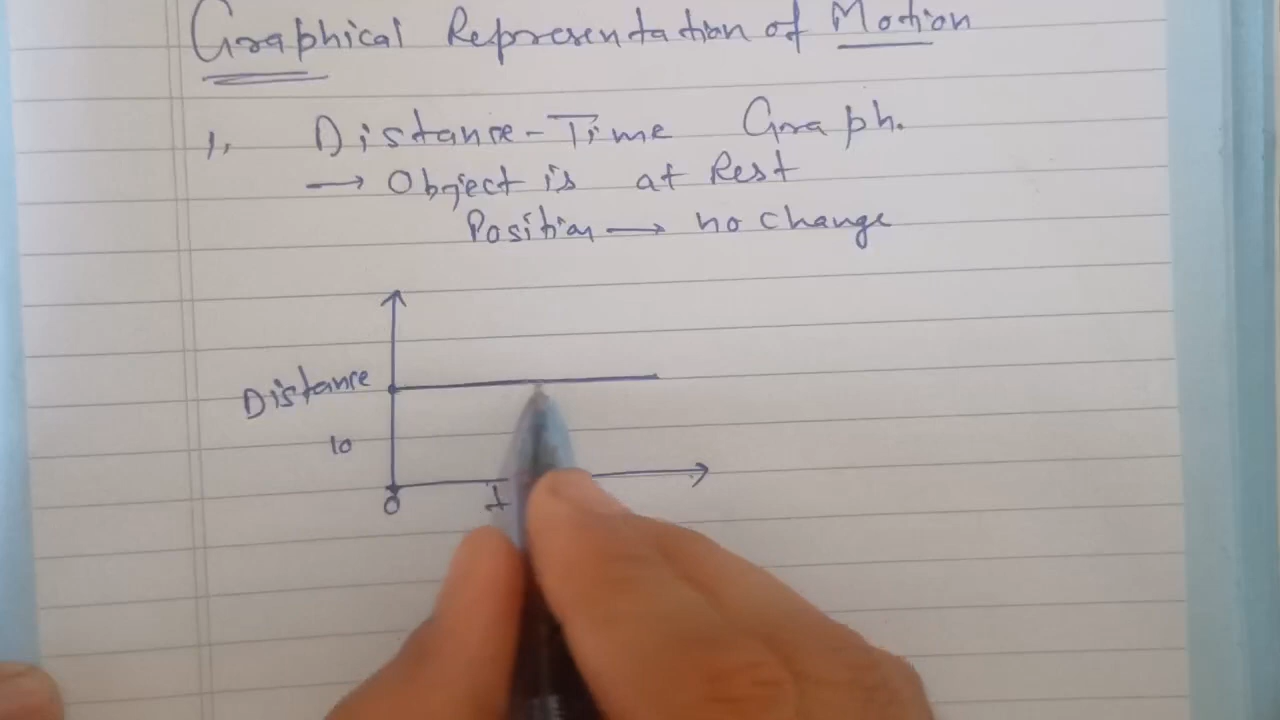 Graphical Representation of Motion
1. Distance-Time Graph.
→ Object is at Rest
Position → no change
Distance
10
0